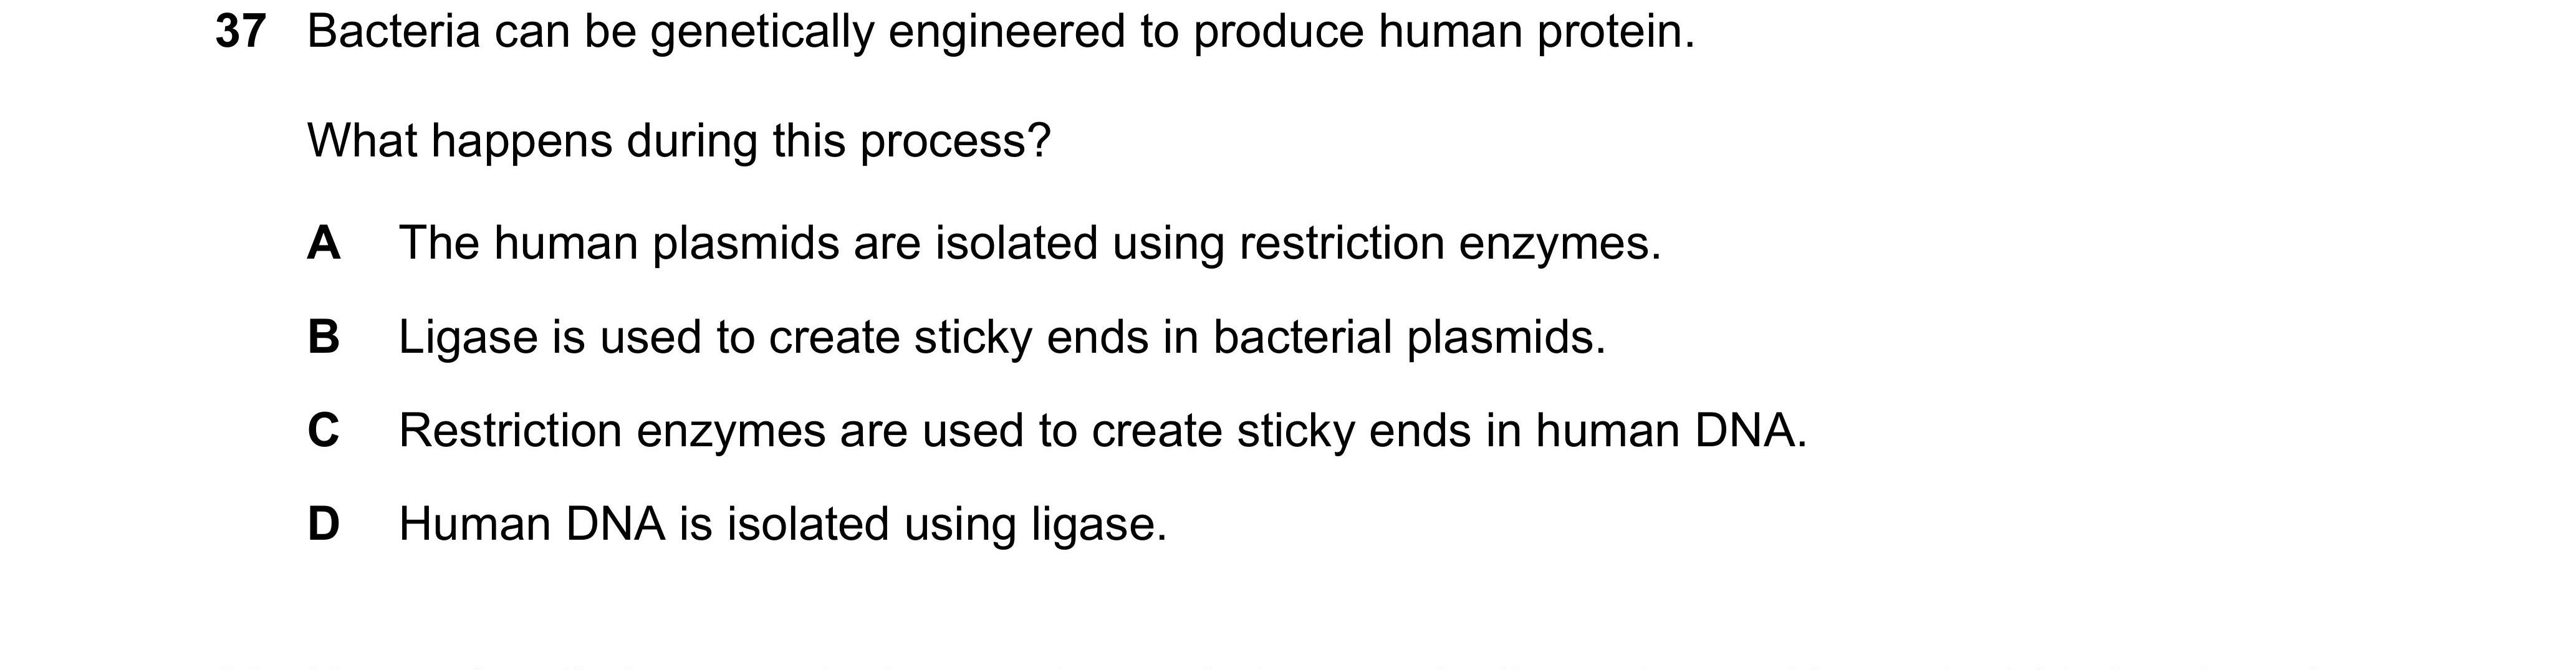 37 Bacteria can be genetically engineered to produce human protein.
What happens during this process?
A The human plasmids are isolated using restriction enzymes.
B Ligase is used to create sticky ends in bacterial plasmids.
C Restriction enzymes are used to create sticky ends in human DNA.
D Human DNA is isolated using ligase.